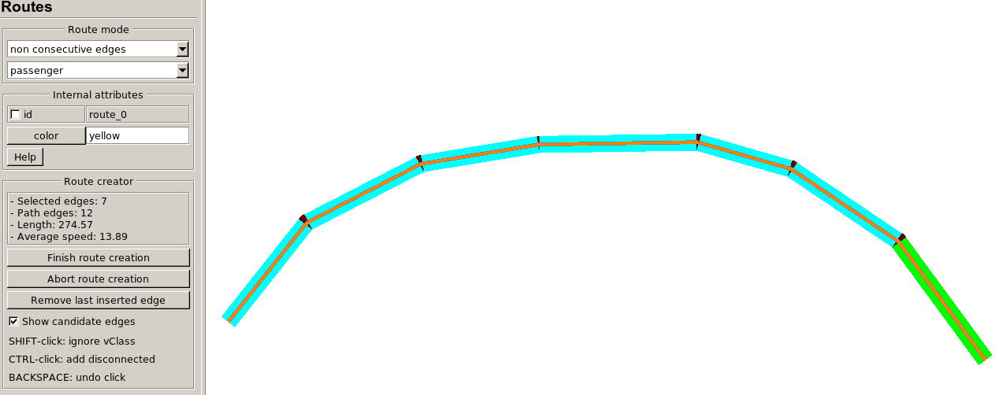 Routes
Route mode
non consecutive edges
passenger
Internal attributes
id route_0
color yellow
Help
Route creator
- Selected edges: 7
- Path edges: 12
- Length: 274.57
- Average speed: 13.89
Finish route creation
Abort route creation
Remove last inserted edge
Show candidate edges
SHIFT-click: ignore vClass
CTRL-click: add disconnected
BACKSPACE: undo click